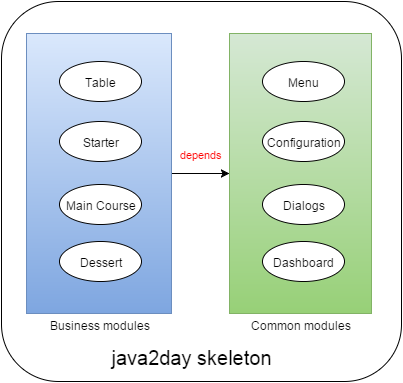 Table
Starter
Main Course
Dessert
Business modules
depends
Menu
Configuration
Dialogs
Dashboard
Common modules
java2day skeleton